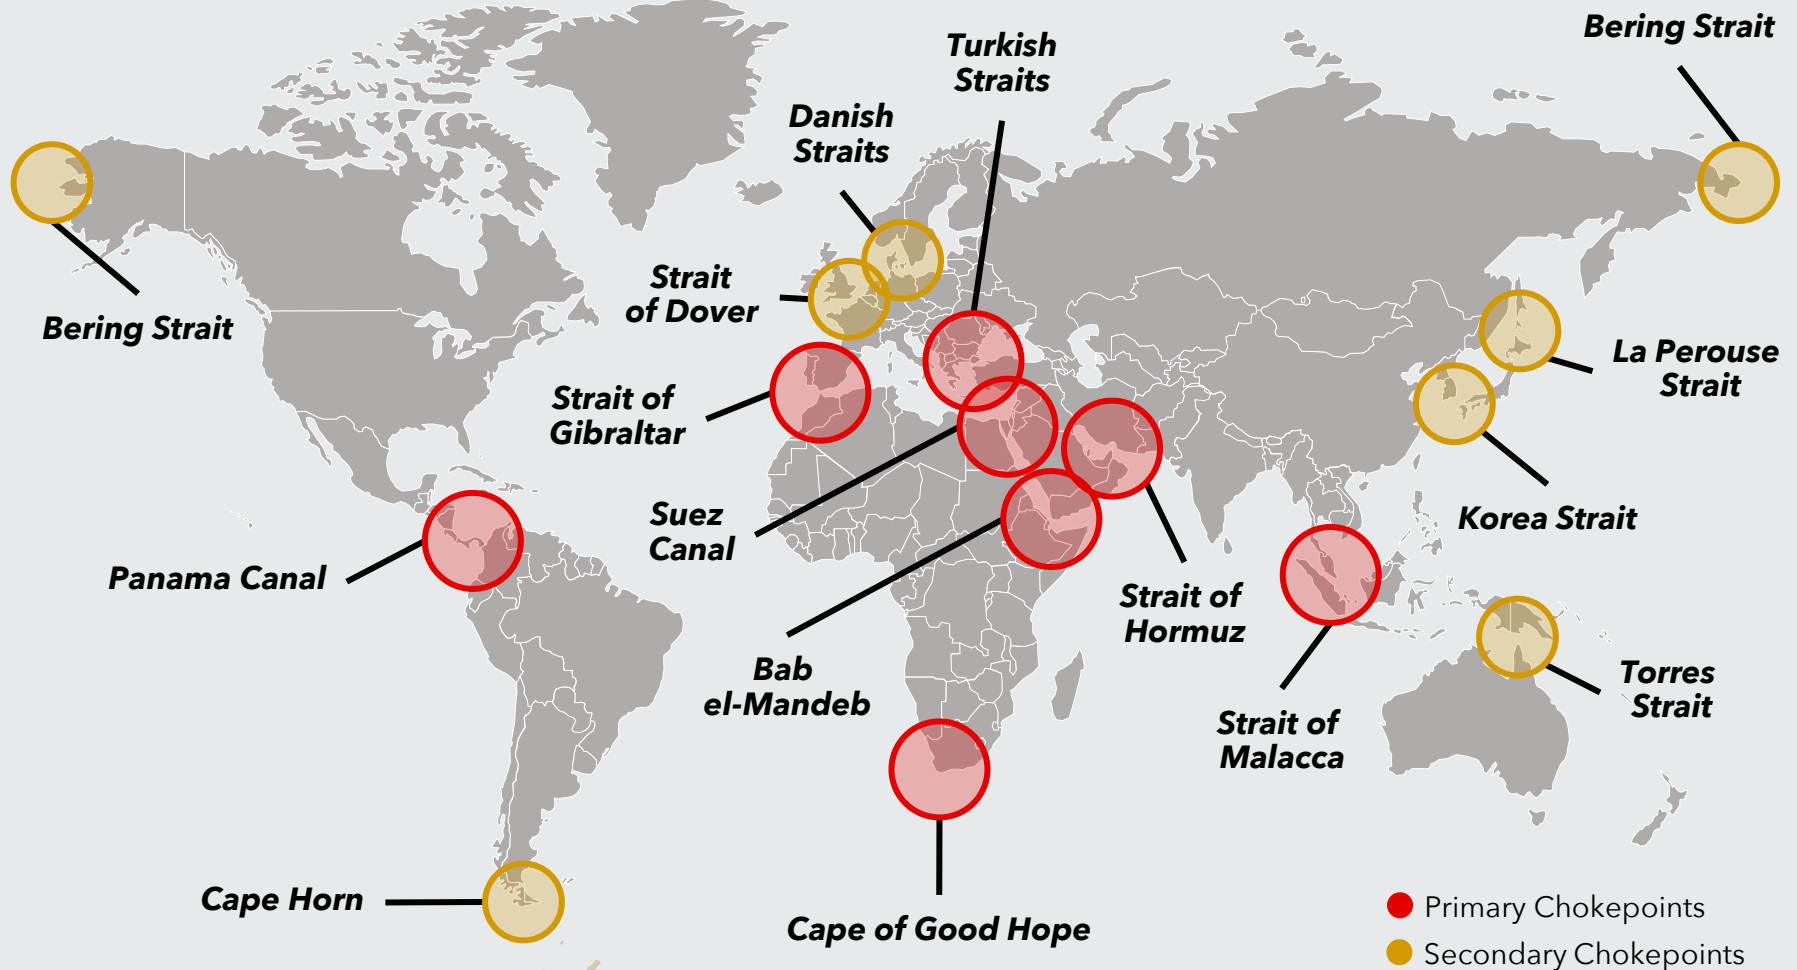 Bering Strait
Turkish
Straits
Danish
Straits
Strait
of Dover
Bering Strait
La Perouse
Strait
Strait of
Gibraltar
Suez
Canal
Korea Strait
Panama Canal
Strait of
Hormuz
Bab
el-Mandeb
Torres
Strait
Strait of
Malacca
Cape Horn
Cape of Good Hope
Primary Chokepoints
Secondary Chokepoints